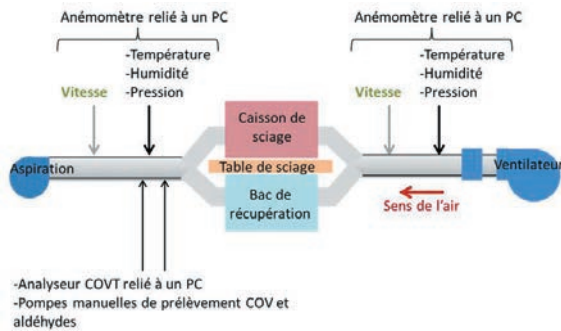 Anémomètre relié à un PC
-Température
-Humidité
-Pression
Vitesse
Anémomètre relié à un PC
-Température
-Humidité
-Pression
Vitesse
Caisson de
sciage
Aspiration
Table de sciage
Ventilateur
Bac de
récupération
Sens de l'air
-Analyseur COVT relié à un PC
-Pompes manuelles de prélèvement COV et
aldéhydes